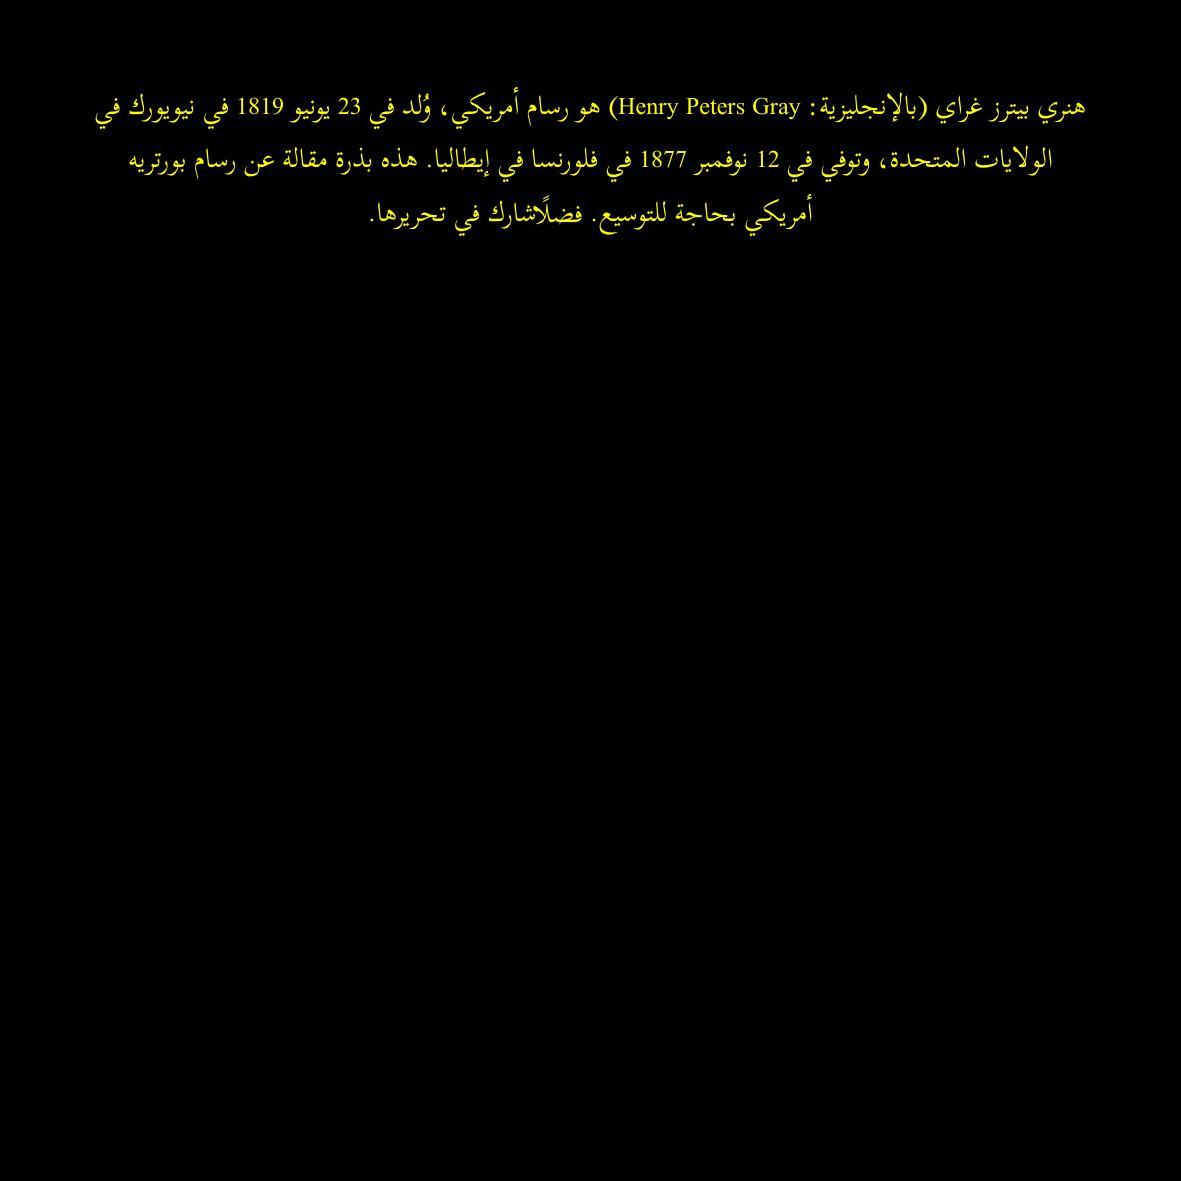 هنري بيترز غراي (بالإنجليزية: Henry Peters Gray) هو رسام أمريكي، وُلد في 23 يونيو 1819 في نيويورك في
الولايات المتحدة، وتوفي في 12 نوفمبر 1877 في فلورنسا في إيطاليا. هذه بذرة مقالة عن رسام بورتريه
أمريكي بحاجة للتوسيع. فضلًاشارك في تحريرها.